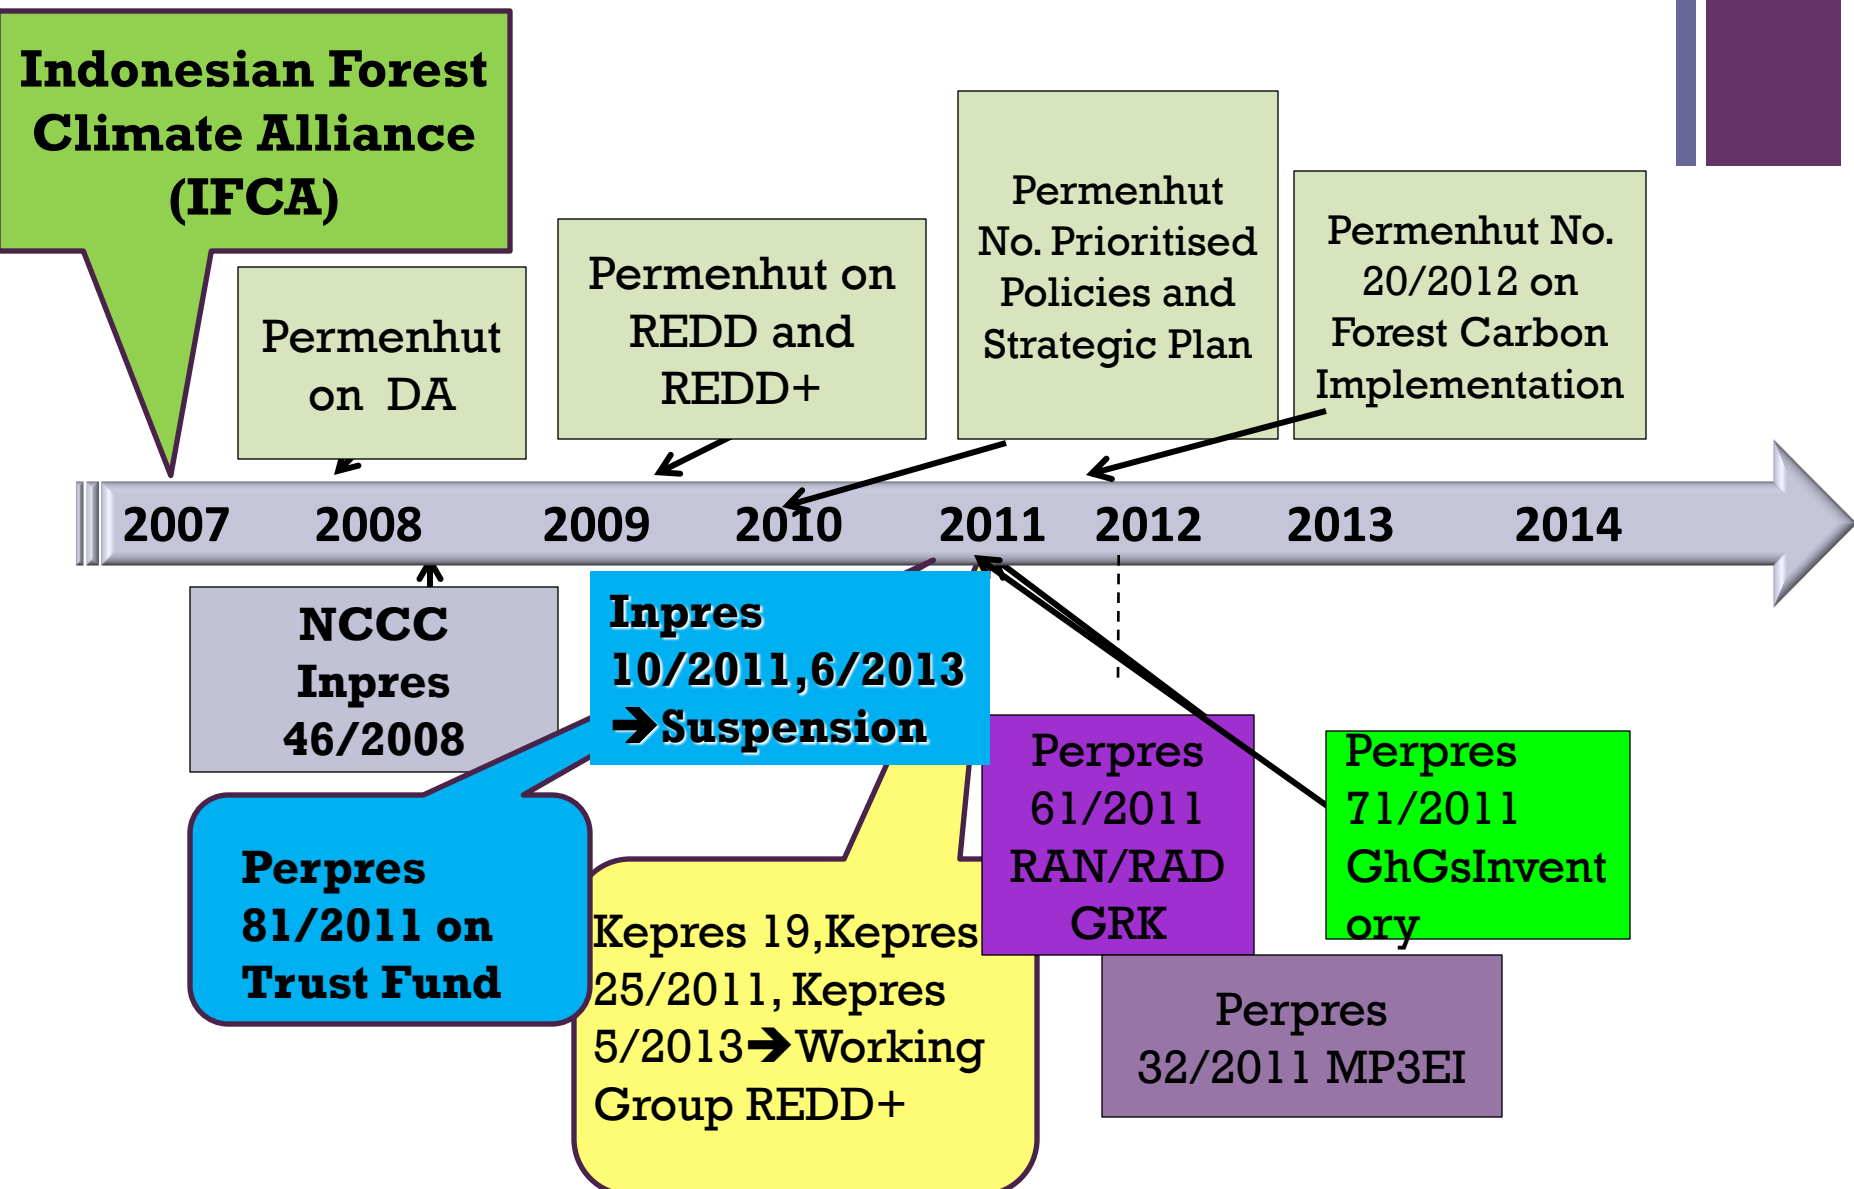 Indonesian Forest
Climate Alliance
(IFCA)
Permenhut
on DA
Permenhut on
REDD and
REDD+
Permenhut
No. Prioritised
Policies and
Strategic Plan
Permenhut No.
20/2012 on
Forest Carbon
Implementation
2007 2008 2009 2010 2011 2012 2013 2014
NCCC
Inpres
46/2008
Inpres
10/2011,6/2013
➔Suspension
Perpres
81/2011 on
Trust Fund
Kepres 19,Kepres
25/2011, Kepres
5/2013➔Working
Group REDD+
Perpres
61/2011
RAN/RAD
GRK
Perpres
71/2011
GhGsInvent
ory
Perpres
32/2011 MP3EI